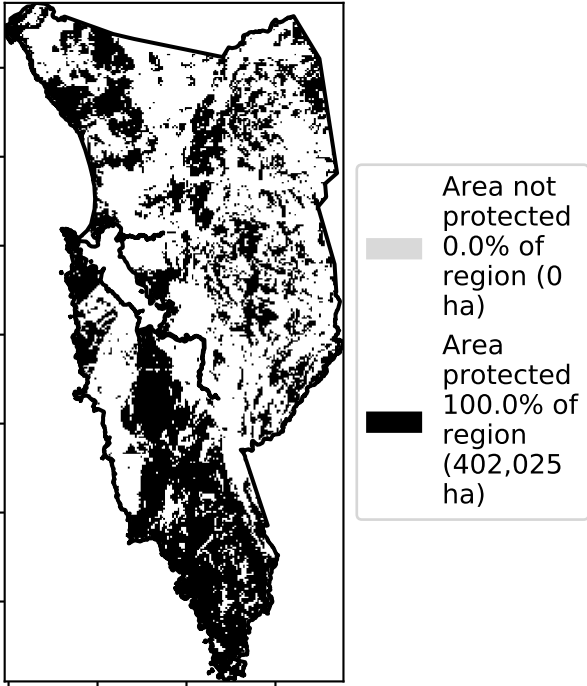 Area not
protected
0.0% of
region (0
ha)
Area
protected
100.0% of
region
(402,025
ha)